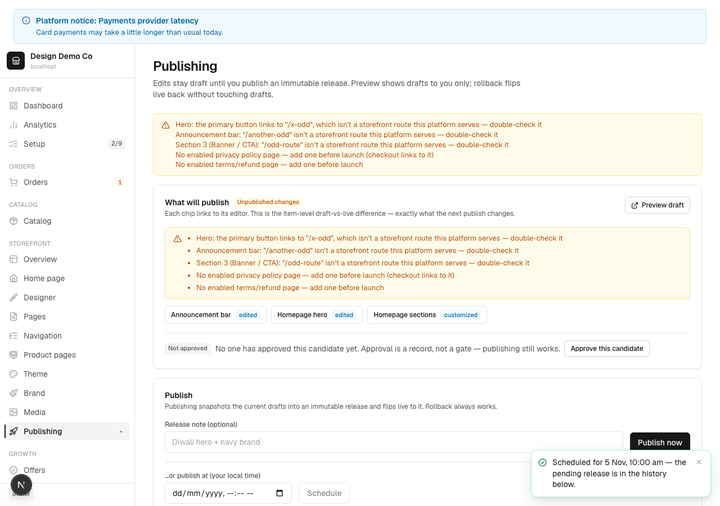 Platform notice: Payments provider latency
Card payments may take a little longer than usual today.
Design Demo Co
localhost
OVERVIEW
Dashboard
Analytics
Setup 2/9
ORDERS
Orders 1
CATALOG
Catalog
STOREFRONT
Overview
Home page
Designer
Pages
Navigation
Product pages
Theme
Brand
Media
Publishing
GROWTH
Offers
N
Publishing
Edits stay draft until you publish an immutable release. Preview shows drafts to you only; rollback flips
live back without touching drafts.
Hero: the primary button links to "/x-odd", which isn't a storefront route this platform serves — double-check it
Announcement bar: "/another-odd" isn't a storefront route this platform serves — double-check it
Section 3 (Banner / CTA): "/odd-route" isn't a storefront route this platform serves — double-check it
No enabled privacy policy page — add one before launch (checkout links to it)
No enabled terms/refund page — add one before launch
What will publish Unpublished changes
Each chip links to its editor. This is the item-level draft-vs-live difference — exactly what the next publish changes.
Preview draft
• Hero: the primary button links to "/x-odd", which isn't a storefront route this platform serves — double-check it
• Announcement bar: "/another-odd" isn't a storefront route this platform serves — double-check it
• Section 3 (Banner / CTA): "/odd-route" isn't a storefront route this platform serves — double-check it
• No enabled privacy policy page — add one before launch (checkout links to it)
• No enabled terms/refund page — add one before launch
Announcement bar edited Homepage hero edited Homepage sections customized
Not approved No one has approved this candidate yet. Approval is a record, not a gate — publishing still works. Approve this candidate
Publish
Publishing snapshots the current drafts into an immutable release and flips live to it. Rollback always works.
Release note (optional)
Diwali hero + navy brand Publish now
…or publish at (your local time)
dd/mm/yyyy, --:-- -- Schedule
Scheduled for 5 Nov, 10:00 am — the
pending release is in the history
below.